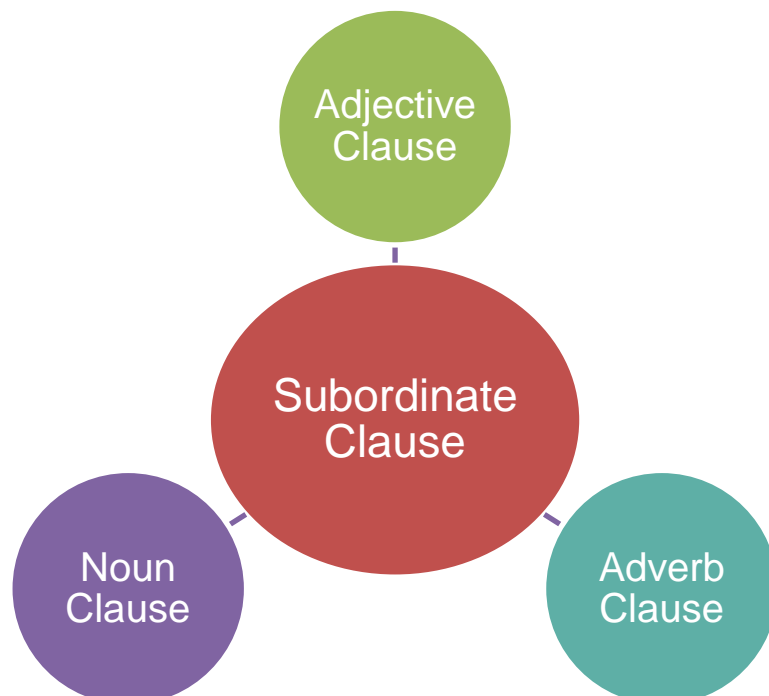 Adjective
Clause
Subordinate
Clause
Noun
Clause
Adverb
Clause